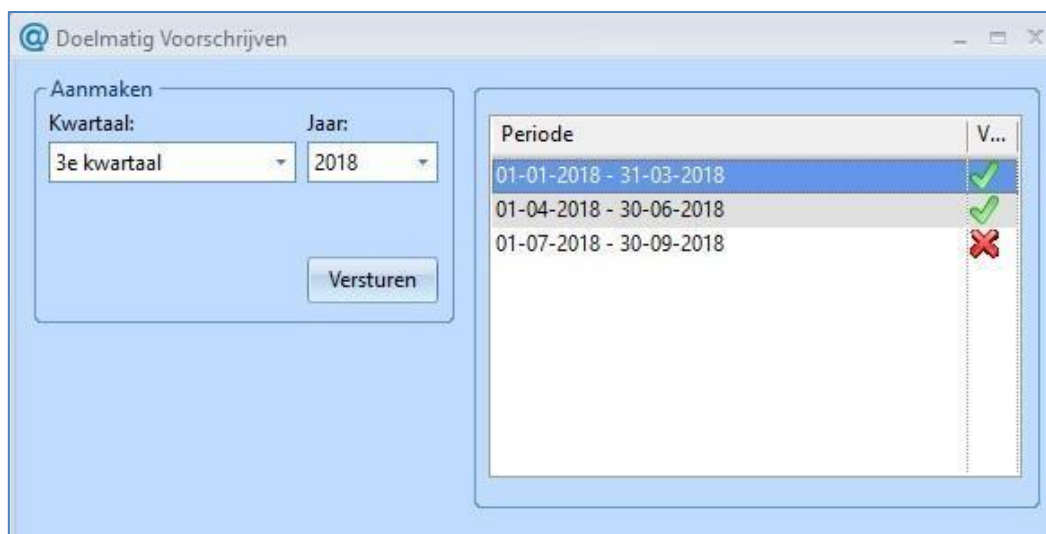 Doelmatig Voorschrijven
Aanmaken
Kwartaal: Jaar:
3e kwartaal 2018
Versturen
Periode V...
01-01-2018 - 31-03-2018
01-04-2018 - 30-06-2018
01-07-2018 - 30-09-2018